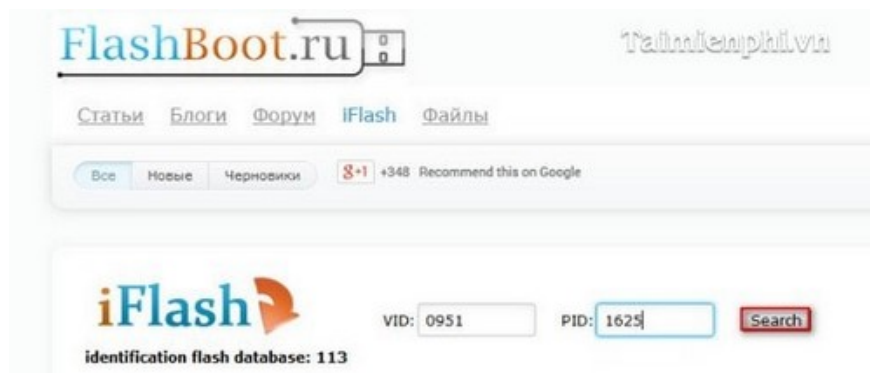 FlashBoot.ru
Taimienphi.vn
Статьи Блоги Форум iFlash Файлы
Все Новые Черновики g+1 +348 Recommend this on Google
iFlash
VID: 0951 PID: 1625 Search
identification flash database: 113